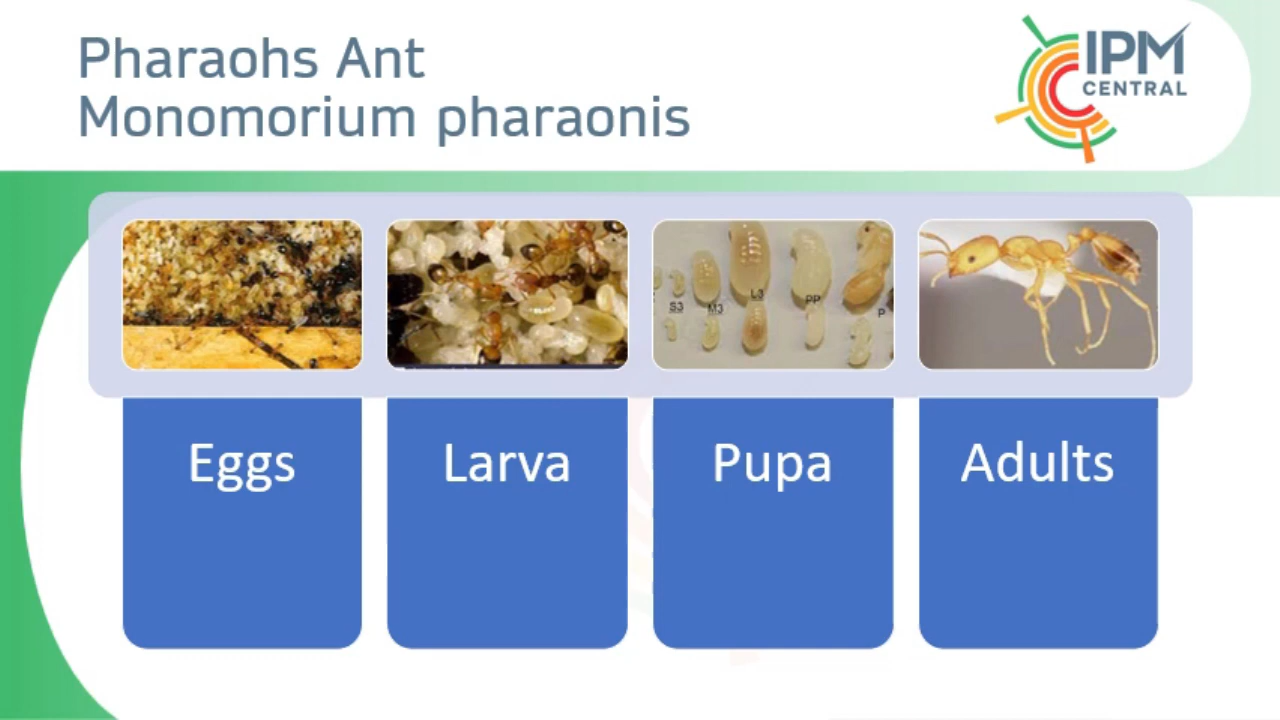 Pharaohs Ant
Monomorium pharaonis
IPM
CENTRAL
S3
M3
L3
PP
P
Eggs
Larva
Pupa
Adults